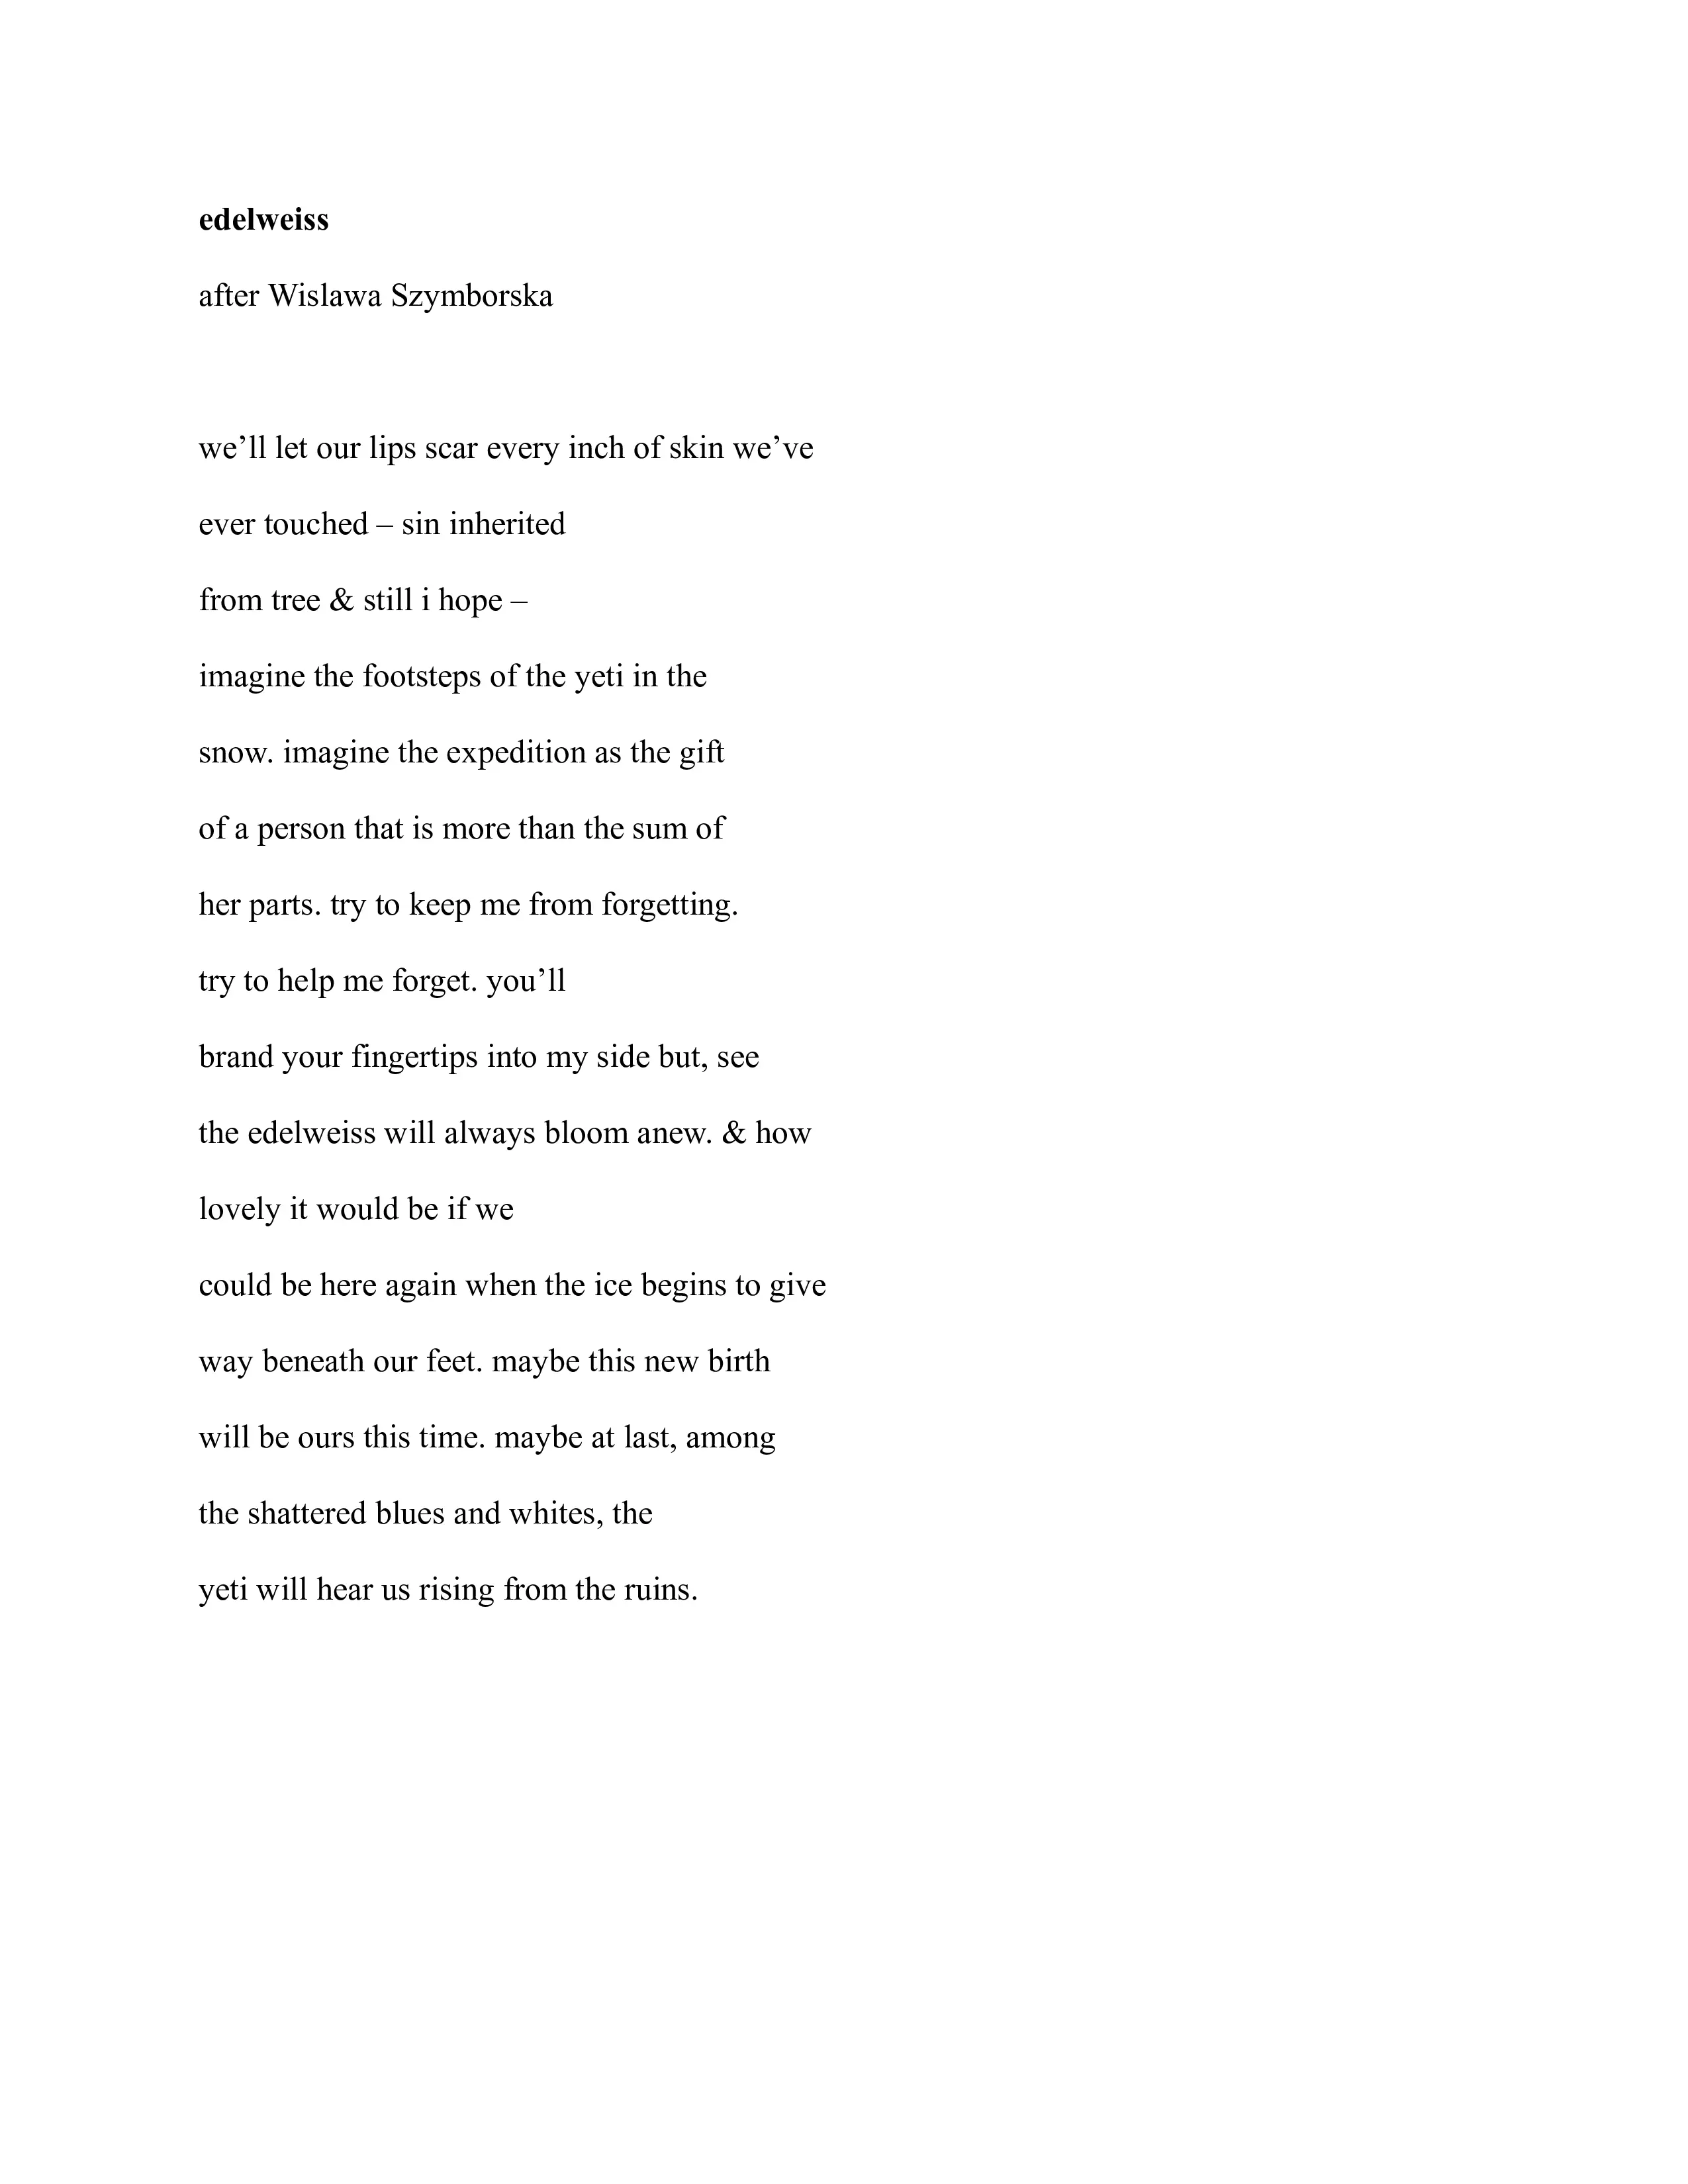 edelweiss
after Wislawa Szymborska
we’ll let our lips scar every inch of skin we’ve
ever touched – sin inherited
from tree & still i hope –
imagine the footsteps of the yeti in the
snow. imagine the expedition as the gift
of a person that is more than the sum of
her parts. try to keep me from forgetting.
try to help me forget. you’ll
brand your fingertips into my side but, see
the edelweiss will always bloom anew. & how
lovely it would be if we
could be here again when the ice begins to give
way beneath our feet. maybe this new birth
will be ours this time. maybe at last, among
the shattered blues and whites, the
yeti will hear us rising from the ruins.